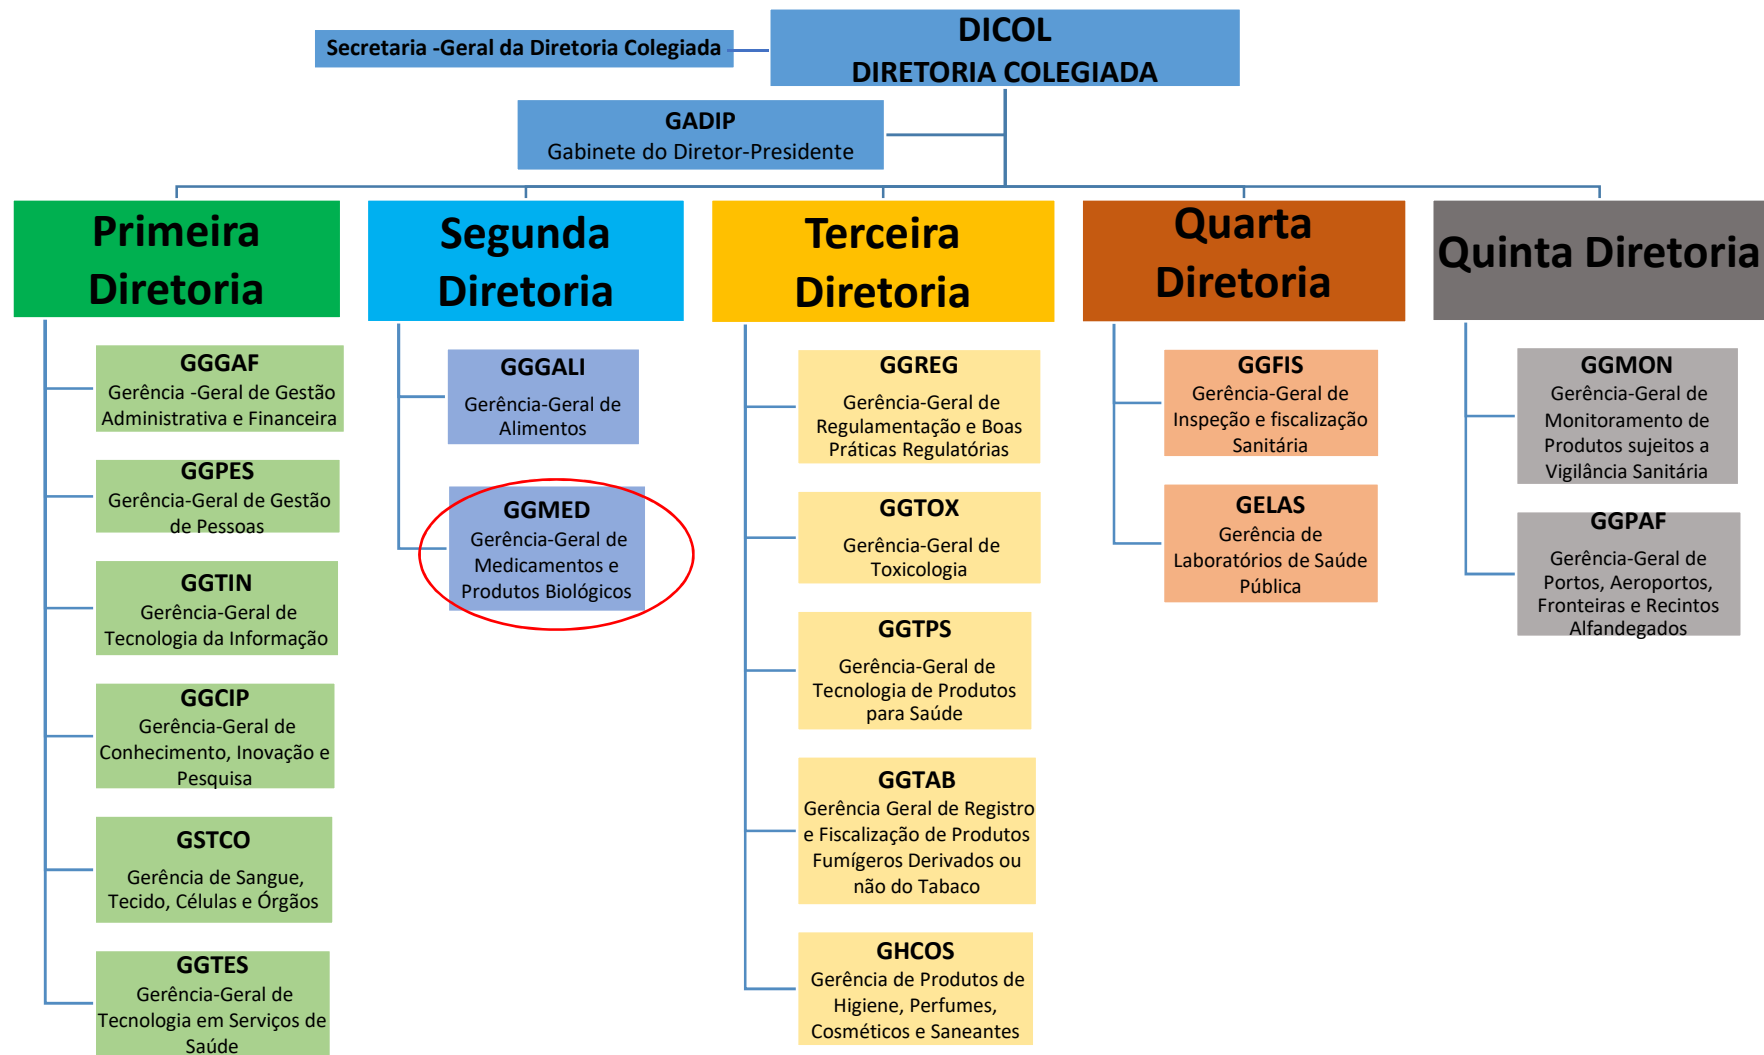 DICOL
DIRETORIA COLEGIADA
Secretaria -Geral da Diretoria Colegiada
GADIP
Gabinete do Diretor-Presidente
Primeira
Diretoria
GGGAF
Gerência -Geral de Gestão
Administrativa e Financeira
GGPES
Gerência-Geral de Gestão
de Pessoas
GGTIN
Gerência-Geral de
Tecnologia da Informação
GGCIP
Gerência-Geral de
Conhecimento, Inovação e
Pesquisa
GSTCO
Gerência de Sangue,
Tecido, Células e Órgãos
GGTES
Gerência-Geral de
Tecnologia em Serviços de
Saúde
Segunda
Diretoria
GGGALI
Gerência-Geral de
Alimentos
GGMED
Gerência-Geral de
Medicamentos e
Produtos Biológicos
Terceira
Diretoria
GGREG
Gerência-Geral de
Regulamentação e Boas
Práticas Regulatórias
GGTOX
Gerência-Geral de
Toxicologia
GGTPS
Gerência-Geral de
Tecnologia de Produtos
para Saúde
GGTAB
Gerência Geral de Registro
e Fiscalização de Produtos
Fumígeros Derivados ou
não do Tabaco
GHCOS
Gerência de Produtos de
Higiene, Perfumes,
Cosméticos e Saneantes
Quarta
Diretoria
GGFIS
Gerência-Geral de
Inspeção e fiscalização
Sanitária
GELAS
Gerência de
Laboratórios de Saúde
Pública
Quinta Diretoria
GGMON
Gerência-Geral de
Monitoramento de
Produtos sujeitos a
Vigilância Sanitária
GGPAF
Gerência-Geral de
Portos, Aeroportos,
Fronteiras e Recintos
Alfandegados